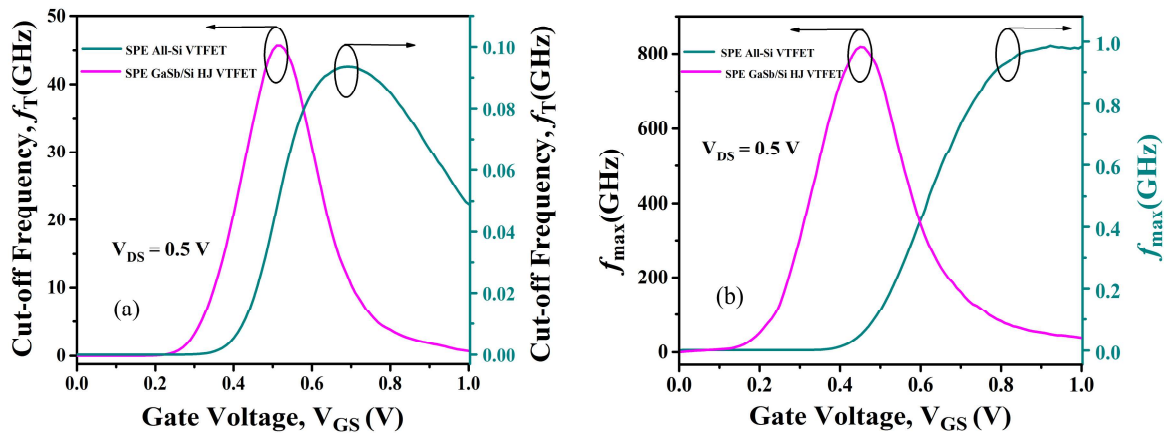 Cut-off Frequency, fT(GHz)
50
40
30
20
10
0
SPE All-Si VTFET
SPE GaSb/Si HJ VTFET
VDS = 0.5 V
(a)
0.0 0.2 0.4 0.6 0.8 1.0
Gate Voltage, VGS (V)
0.10
0.08
0.06
0.04
0.02
0.00
Cut-off Frequency, fT(GHz)
fmax(GHz)
800
600
400
200
0
SPE All-Si VTFET
SPE GaSb/Si HJ VTFET
VDS = 0.5 V
(b)
0.0 0.2 0.4 0.6 0.8 1.0
Gate Voltage, VGS (V)
1.0
0.8
0.6
0.4
0.2
0.0
fmax(GHz)